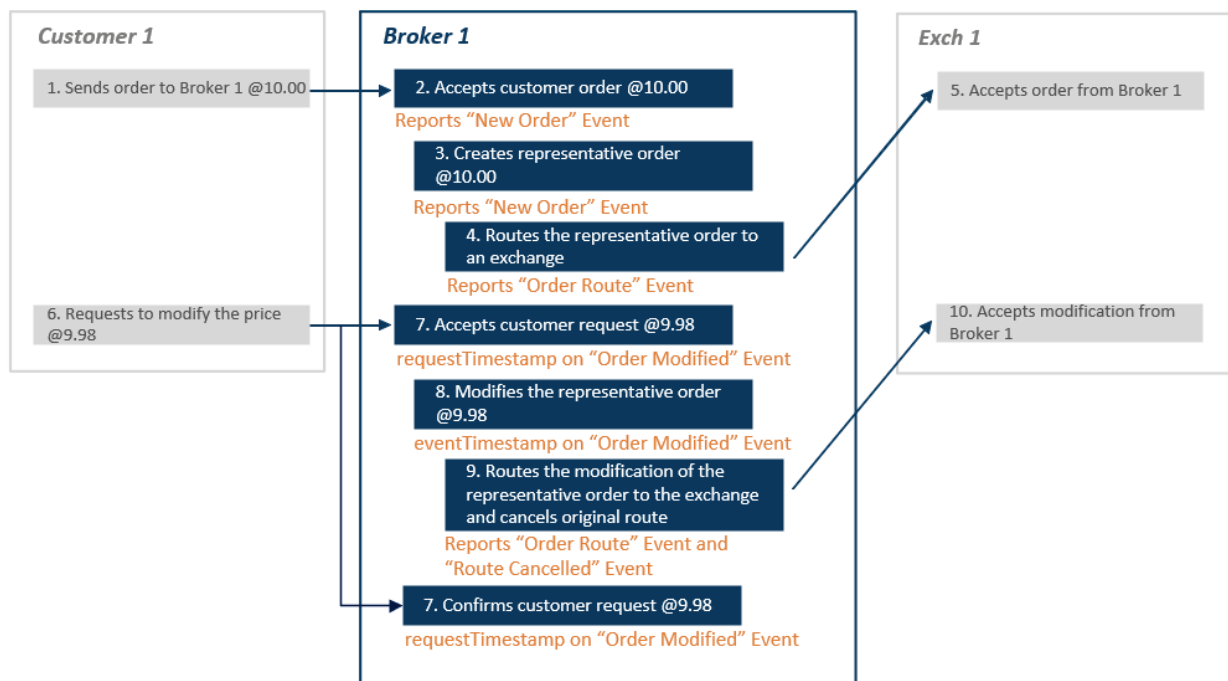 Customer 1
1. Sends order to Broker 1 @10.00
6. Requests to modify the price
@9.98
Broker 1
2. Accepts customer order @10.00
Reports “New Order” Event
3. Creates representative order
@10.00
Reports “New Order” Event
4. Routes the representative order to
an exchange
Reports “Order Route” Event
7. Accepts customer request @9.98
requestTimestamp on “Order Modified” Event
8. Modifies the representative order
@9.98
eventTimestamp on “Order Modified” Event
9. Routes the modification of the
representative order to the exchange
and cancels original route
Reports “Order Route” Event and
“Route Cancelled” Event
7. Confirms customer request @9.98
requestTimestamp on “Order Modified” Event
Exch 1
5. Accepts order from Broker 1
10. Accepts modification from
Broker 1